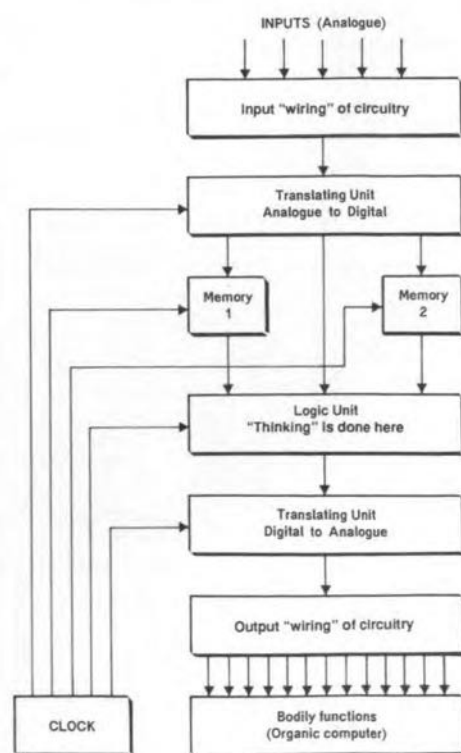 INPUTS (Analogue)
Input "wiring" of circuitry
Translating Unit
Analogue to Digital
Memory
1
Memory
2
Logic Unit
"Thinking" is done here
Translating Unit
Digital to Analogue
Output "wiring" of circuitry
CLOCK
Bodily functions
(Organic computer)